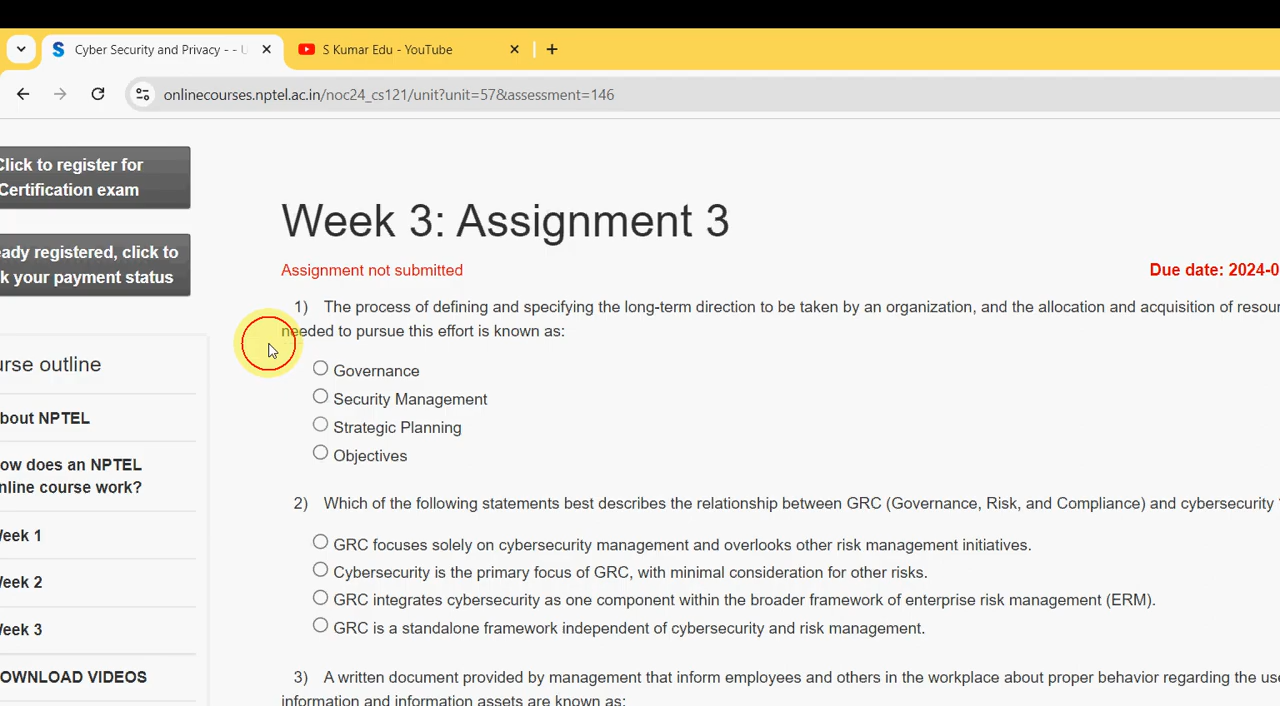 Cyber Security and Privacy - -
S Kumar Edu - YouTube
onlinecourses.nptel.ac.in/noc24_cs121/unit?unit=57&assessment=146
Click to register for
Certification exam
eady registered, click to
k your payment status
urse outline
bout NPTEL
ow does an NPTEL
nline course work?
Week 1
Week 2
Week 3
OWNLOAD VIDEOS
Week 3: Assignment 3
Assignment not submitted
Due date: 2024-0
1) The process of defining and specifying the long-term direction to be taken by an organization, and the allocation and acquisition of resour
needed to pursue this effort is known as:
Governance
Security Management
Strategic Planning
Objectives
2) Which of the following statements best describes the relationship between GRC (Governance, Risk, and Compliance) and cybersecurity
GRC focuses solely on cybersecurity management and overlooks other risk management initiatives.
Cybersecurity is the primary focus of GRC, with minimal consideration for other risks.
GRC integrates cybersecurity as one component within the broader framework of enterprise risk management (ERM).
GRC is a standalone framework independent of cybersecurity and risk management.
3) A written document provided by management that inform employees and others in the workplace about proper behavior regarding the use
information and information assets are known as: